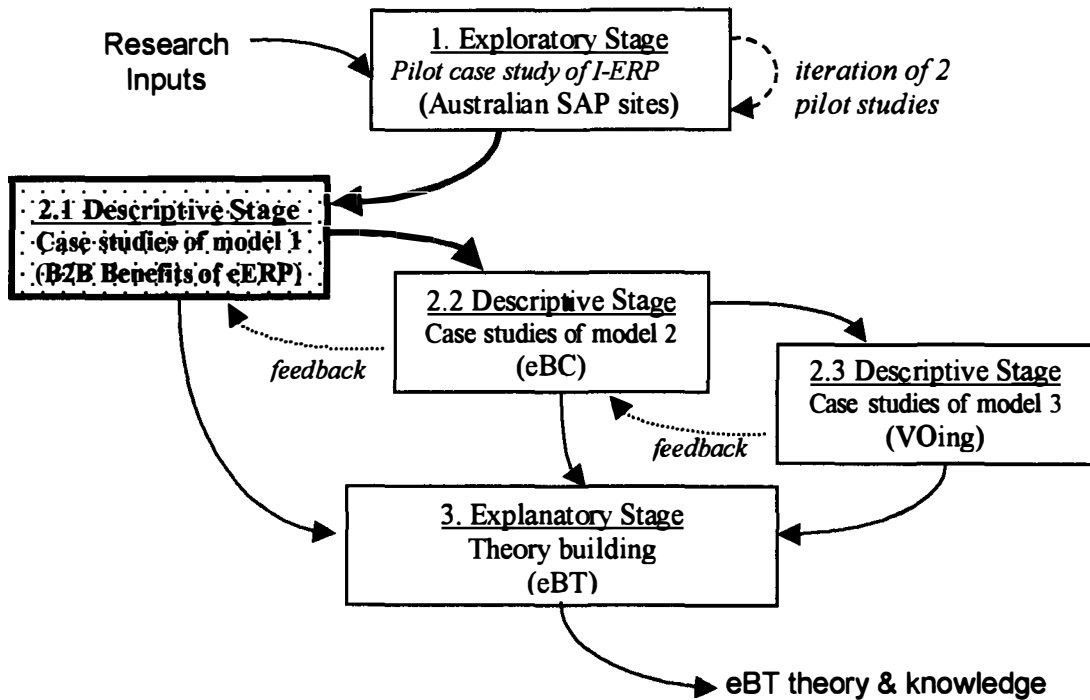 Research
Inputs
1. Exploratory Stage
Pilot case study of I-ERP
(Australian SAP sites)
iteration of 2
pilot studies
2.1 Descriptive Stage
Case studies of model 1
(B2B Benefits of eERP)
2.2 Descriptive Stage
Case studies of model 2
(eBC)
feedback
2.3 Descriptive Stage
Case studies of model 3
(VOing)
feedback
3. Explanatory Stage
Theory building
(eBT)
eBT theory & knowledge